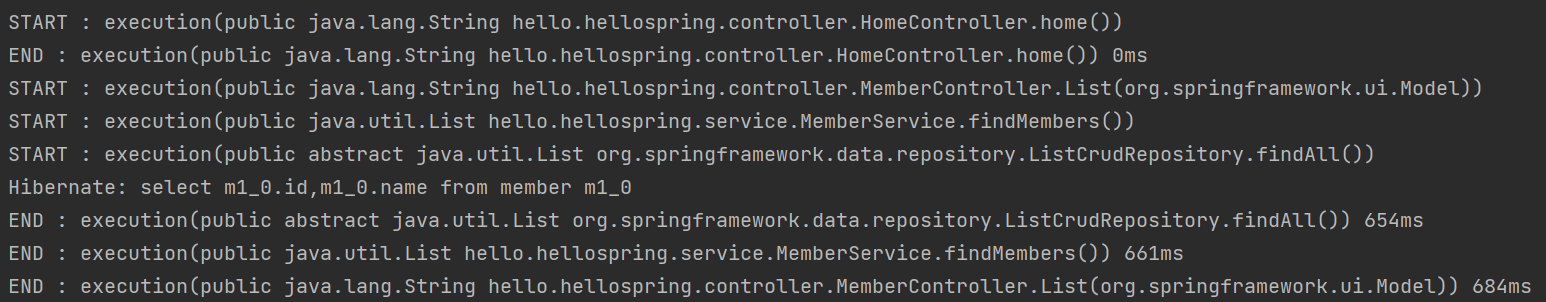 START : execution(public java.lang.String hello.hellospring.controller.HomeController.home())
END : execution(public java.lang.String hello.hellospring.controller.HomeController.home()) 0ms
START : execution(public java.lang.String hello.hellospring.controller.MemberController.List(org.springframework.ui.Model))
START : execution(public java.util.List hello.hellospring.service.MemberService.findMembers())
START : execution(public abstract java.util.List org.springframework.data.repository.ListCrudRepository.findAll())
Hibernate: select m1_0.id,m1_0.name from member m1_0
END : execution(public abstract java.util.List org.springframework.data.repository.ListCrudRepository.findAll()) 654ms
END : execution(public java.util.List hello.hellospring.service.MemberService.findMembers()) 661ms
END : execution(public java.lang.String hello.hellospring.controller.MemberController.List(org.springframework.ui.Model)) 684ms